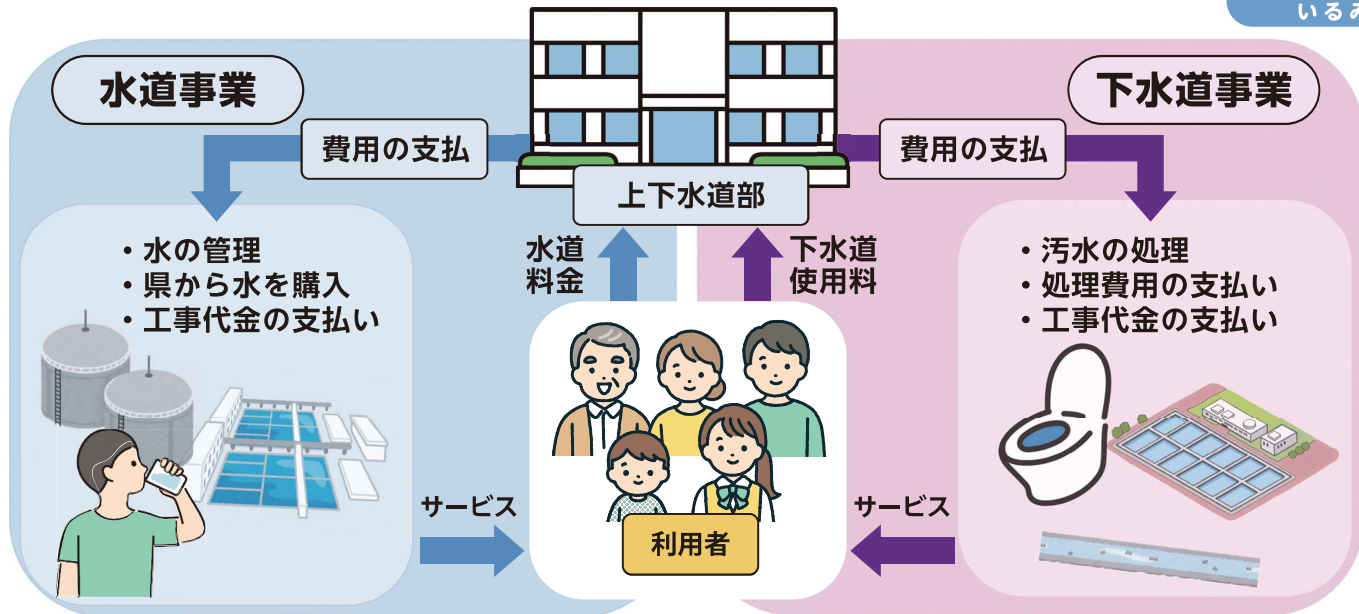 いるみ
水道事業
下水道事業
費用の支払
費用の支払
上下水道部
・水の管理
・県から水を購入
・工事代金の支払い
水道
料金
下水道
使用料
・汚水の処理
・処理費用の支払い
・工事代金の支払い
サービス
サービス
利用者